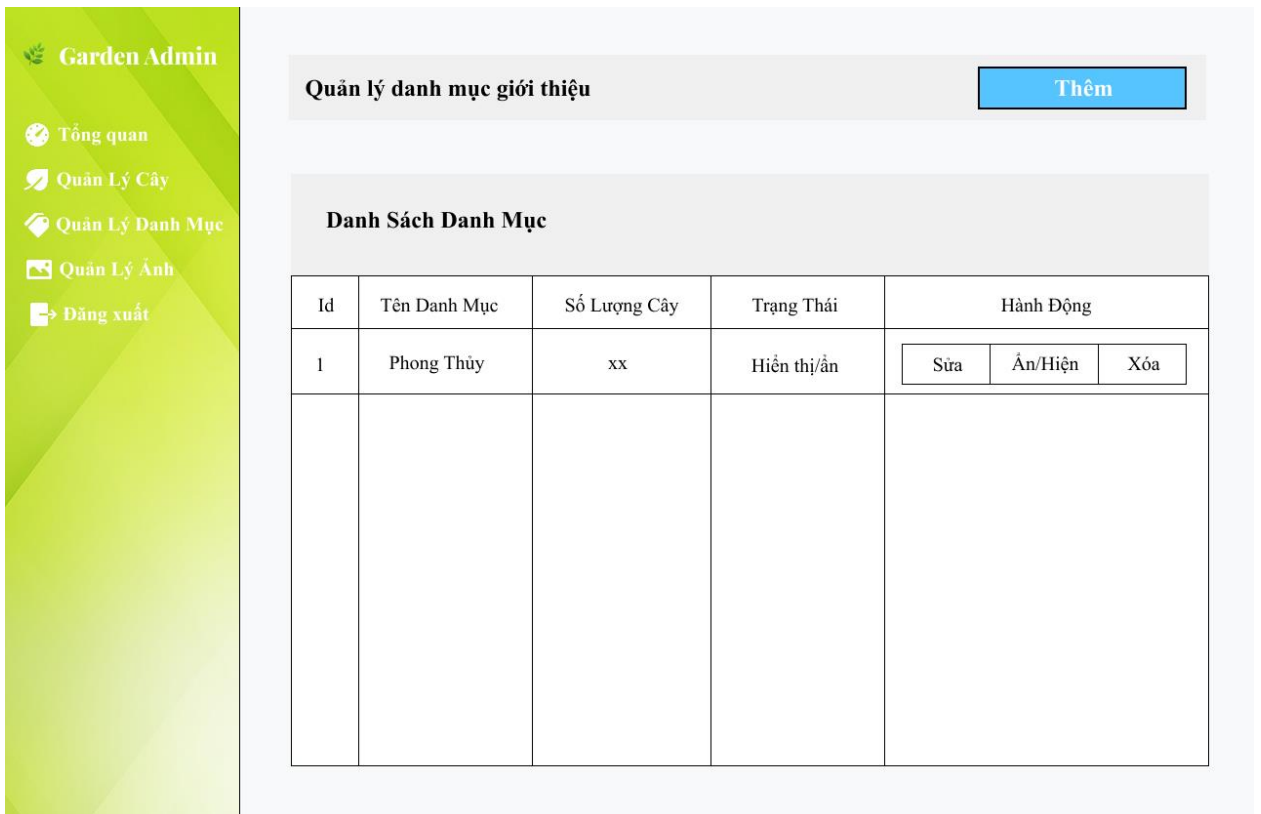 Garden Admin
Tổng quan
Quản Lý Cây
Quản Lý Danh Mục
Quản Lý Ảnh
Đăng xuất
Quản lý danh mục giới thiệu
Thêm
Danh Sách Danh Mục
Id Tên Danh Mục Số Lượng Cây Trạng Thái Hành Động
1 Phong Thủy xx Hiển thị/ẩn Sửa Ẩn/Hiện Xóa